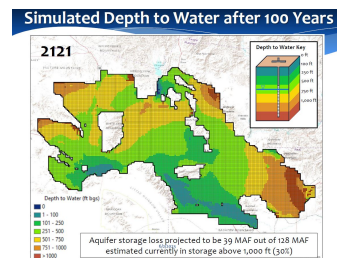 Simulated Depth to Water after 100 Years
2121
Depth to Water Key
0 ft
100 ft
250 ft
500 ft
750 ft
1,000 ft
Depth to Water (ft bgs)
0
1 - 100
101 - 250
251 - 500
501 - 750
751 - 1000
>1000
Aquifer storage loss projected to be 39 MAF out of 128 MAF
estimated currently in storage above 1,000 ft (30%)